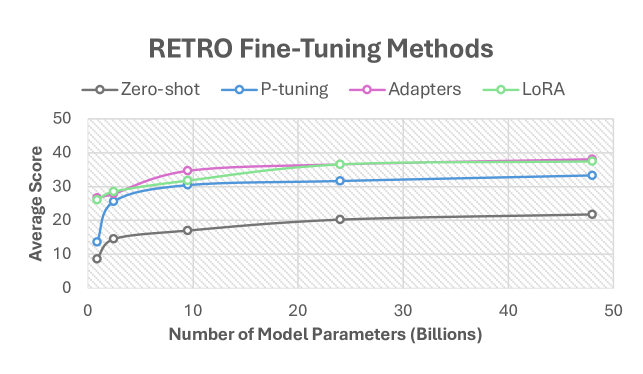 RETRO Fine-Tuning Methods
Zero-shot P-tuning Adapters LoRA
50
40
30
20
10
0
Average Score
0 10 20 30 40 50
Number of Model Parameters (Billions)